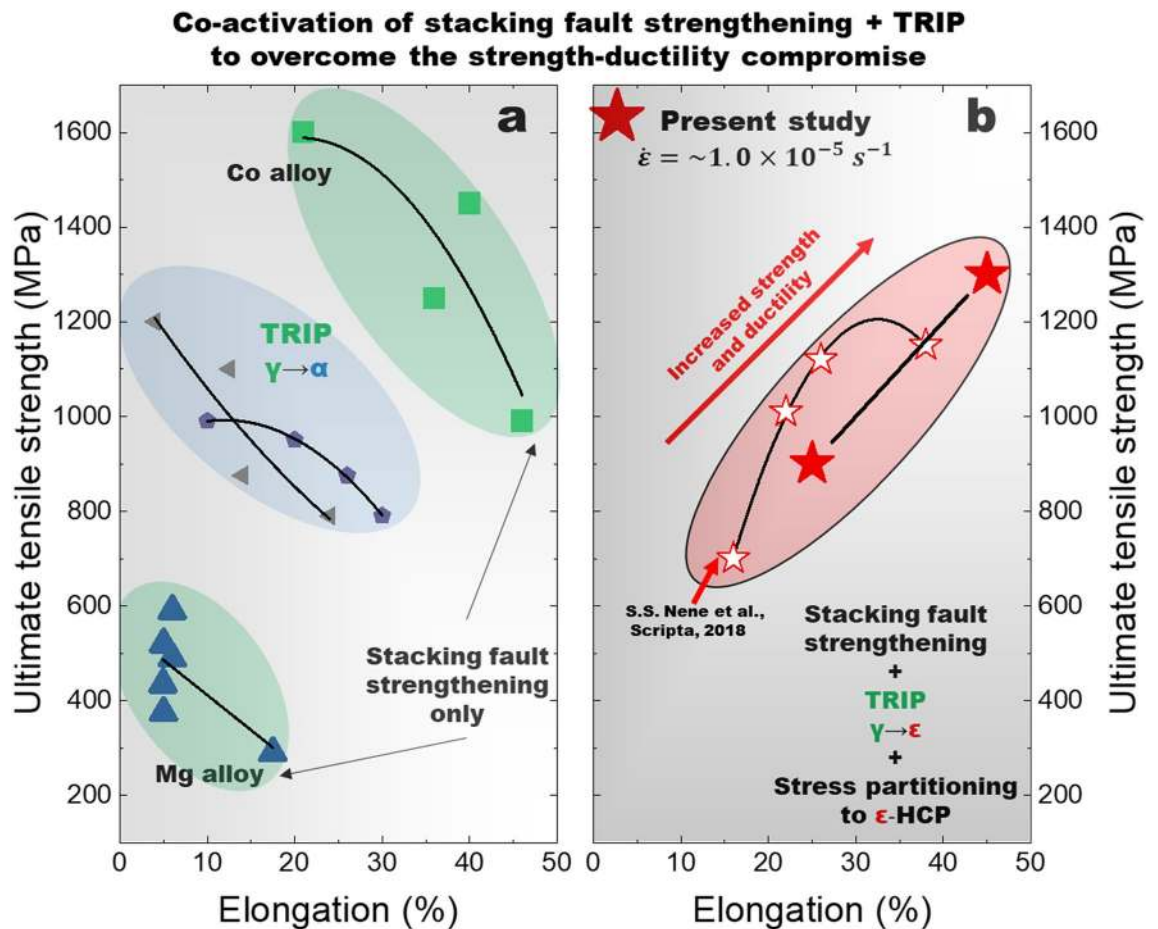 Co-activation of stacking fault strengthening + TRIP
to overcome the strength-ductility compromise
Ultimate tensile strength (MPa)
1600
1400
1200
1000
800
600
400
200
a
Co alloy
TRIP
γ→α
Stacking fault
strengthening
only
Mg alloy
0
10
20
30
40
50
Elongation (%)
b
Present study
ε̇ = ~1.0 × 10⁻⁵ s⁻¹
Increased strength
and ductility
S.S. Nene et al.,
Scripta, 2018
Stacking fault
strengthening
+
TRIP
γ→ε
+
Stress partitioning
to ε-HCP
0
10
20
30
40
50
Elongation (%)
1600
1400
1200
1000
800
600
400
200
Ultimate tensile strength (MPa)